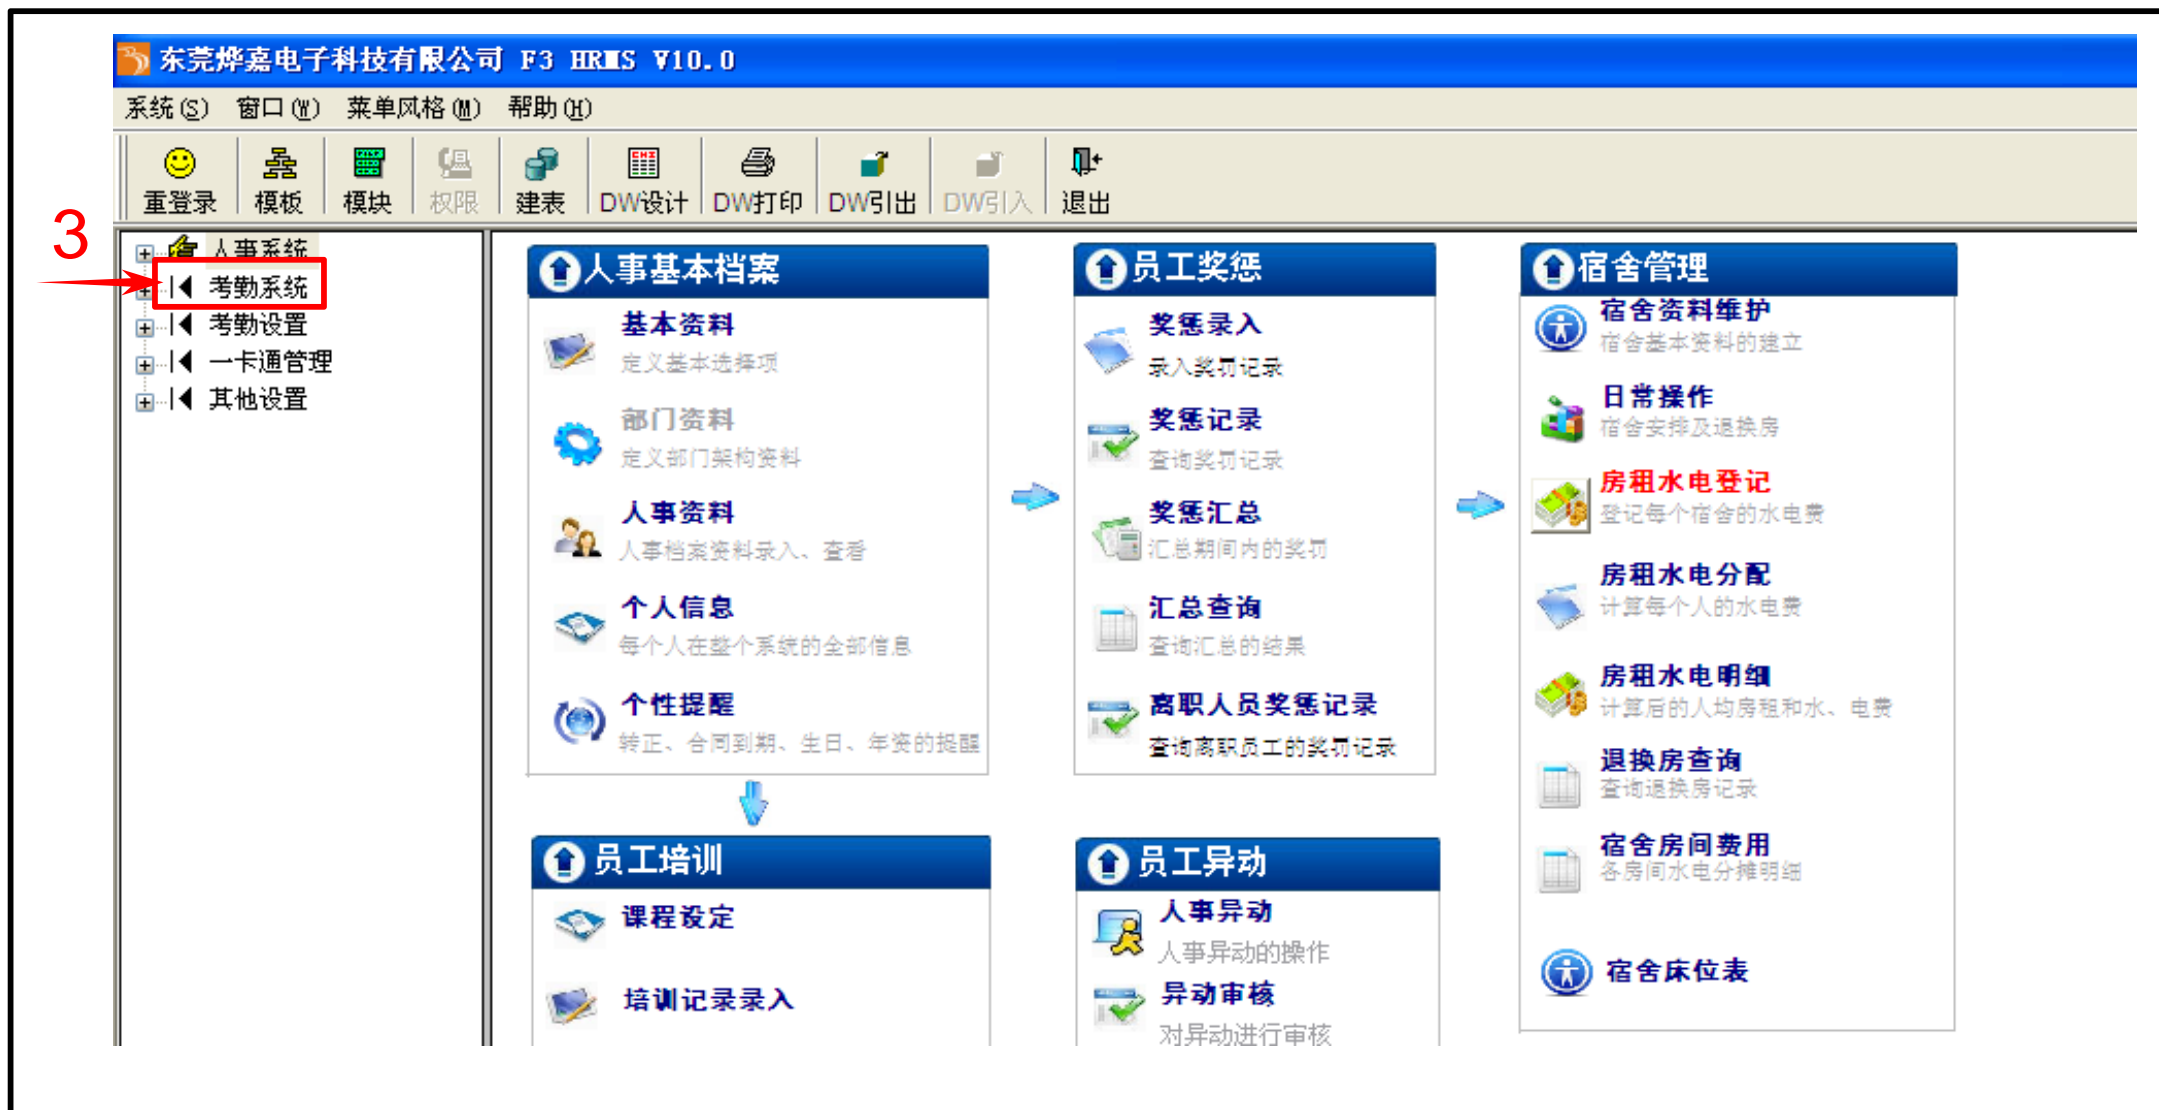 东莞烨嘉电子科技有限公司 F3 HRMS V10.0
系统(S) 窗口(W) 菜单风格(M) 帮助(H)
重登录 模板 模块 权限 建表 DW设计 DW打印 DW引出 DW引入 退出
3
人事系统
考勤系统
考勤设置
一卡通管理
其他设置
人事基本档案
基本资料
定义基本选择项
部门资料
定义部门架构资料
人事资料
人事档案资料录入、查看
个人信息
每个人在整个系统的全部信息
个性提醒
转正、合同到期、生日、年资的提醒
员工奖惩
奖惩录入
录入奖罚记录
奖惩记录
查询奖罚记录
奖惩汇总
汇总期间内的奖罚
汇总查询
查询汇总的结果
离职人员奖惩记录
查询离职员工的奖罚记录
宿舍管理
宿舍资料维护
宿舍基本资料的建立
日常操作
宿舍安排及退换房
房租水电登记
登记每个宿舍的水电费
房租水电分配
计算每个人的水电费
房租水电明细
计算后的人均房租和水、电费
退换房查询
查询退换房记录
宿舍房间费用
各房间水电分摊明细
宿舍床位表
员工培训
课程设定
培训记录录入
员工异动
人事异动
人事异动的操作
异动审核
对异动进行审核